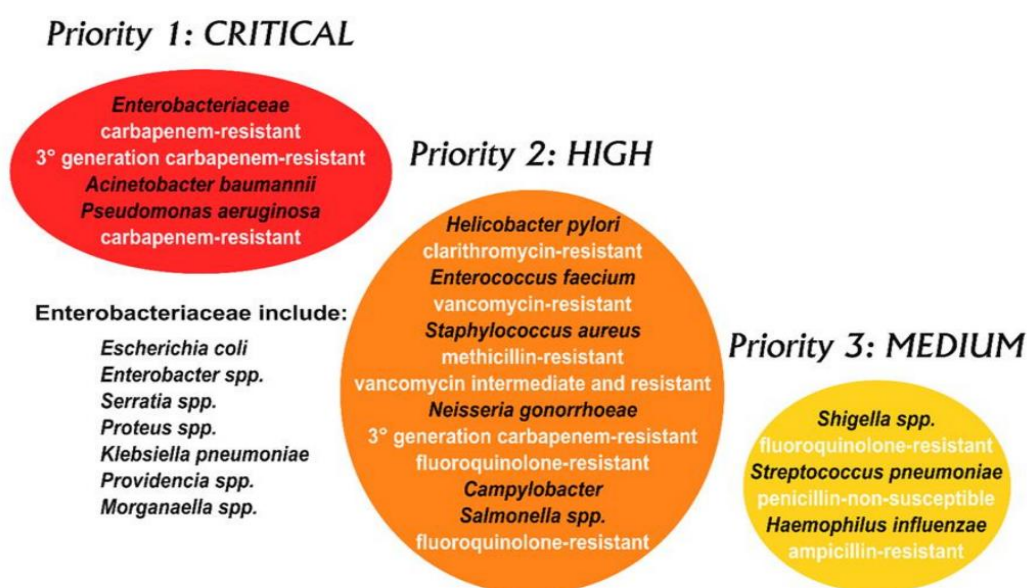 Priority 1: CRITICAL
Enterobacteriaceae
carbapenem-resistant
3° generation carbapenem-resistant
Acinetobacter baumannii
Pseudomonas aeruginosa
carbapenem-resistant
Enterobacteriaceae include:
Escherichia coli
Enterobacter spp.
Serratia spp.
Proteus spp.
Klebsiella pneumoniae
Providencia spp.
Morganaella spp.
Priority 2: HIGH
Helicobacter pylori
clarithromycin-resistant
Enterococcus faecium
vancomycin-resistant
Staphylococcus aureus
methicillin-resistant
vancomycin intermediate and resistant
Neisseria gonorrhoeae
3° generation carbapenem-resistant
fluoroquinolone-resistant
Campylobacter
Salmonella spp.
fluoroquinolone-resistant
Priority 3: MEDIUM
Shigella spp.
fluoroquinolone-resistant
Streptococcus pneumoniae
penicillin-non-susceptible
Haemophilus influenzae
ampicillin-resistant